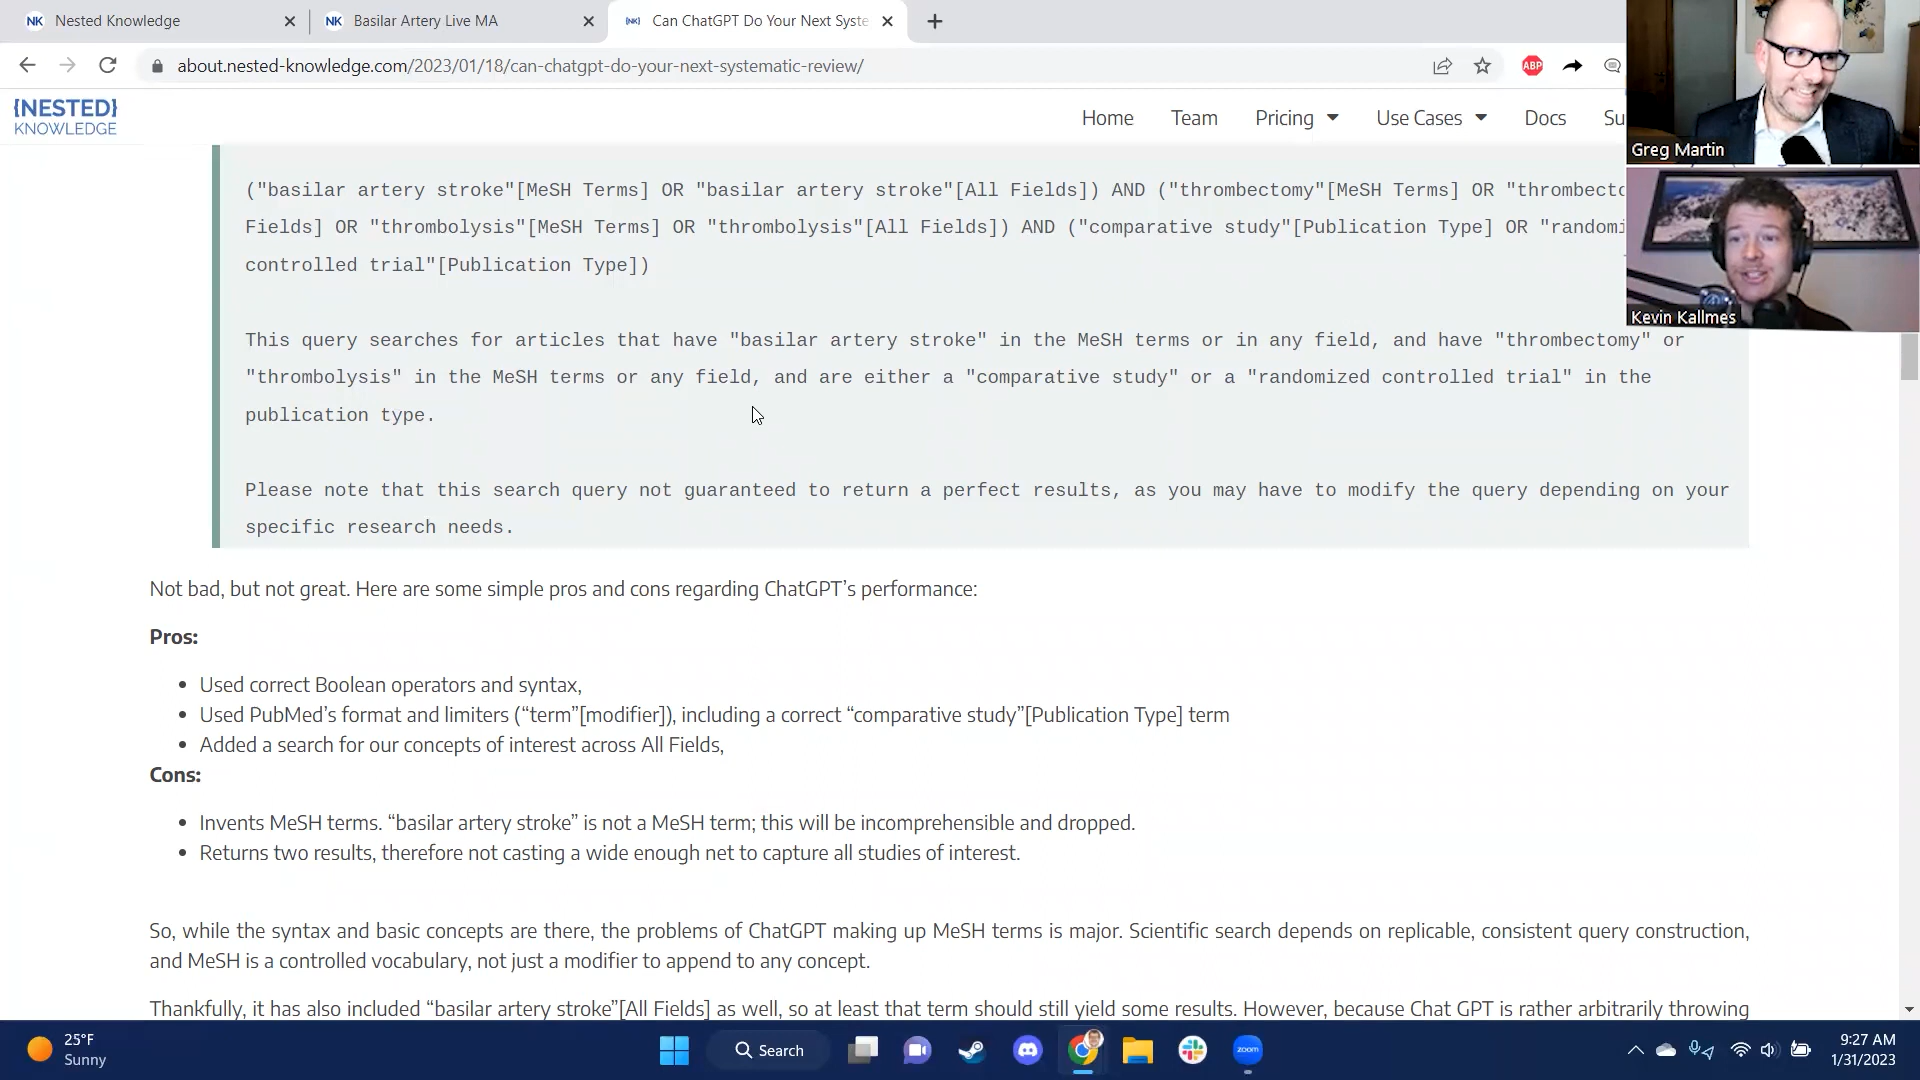 Nested Knowledge
Basilar Artery Live MA
Can ChatGPT Do Your Next Syste
about.nested-knowledge.com/2023/01/18/can-chatgpt-do-your-next-systematic-review/
ABP
{NESTED}
KNOWLEDGE
Home Team Pricing Use Cases Docs Su
Greg Martin
Kevin Kallmes
("basilar artery stroke"[MeSH Terms] OR "basilar artery stroke"[All Fields]) AND ("thrombectomy"[MeSH Terms] OR "thrombecto
Fields] OR "thrombolysis"[MeSH Terms] OR "thrombolysis"[All Fields]) AND ("comparative study"[Publication Type] OR "randomi
controlled trial"[Publication Type])
This query searches for articles that have "basilar artery stroke" in the MeSH terms or in any field, and have "thrombectomy" or
"thrombolysis" in the MeSH terms or any field, and are either a "comparative study" or a "randomized controlled trial" in the
publication type.
Please note that this search query not guaranteed to return a perfect results, as you may have to modify the query depending on your
specific research needs.
Not bad, but not great. Here are some simple pros and cons regarding ChatGPT’s performance:
Pros:
• Used correct Boolean operators and syntax,
• Used PubMed’s format and limiters (“term”[modifier]), including a correct “comparative study”[Publication Type] term
• Added a search for our concepts of interest across All Fields,
Cons:
• Invents MeSH terms. “basilar artery stroke” is not a MeSH term; this will be incomprehensible and dropped.
• Returns two results, therefore not casting a wide enough net to capture all studies of interest.
So, while the syntax and basic concepts are there, the problems of ChatGPT making up MeSH terms is major. Scientific search depends on replicable, consistent query construction,
and MeSH is a controlled vocabulary, not just a modifier to append to any concept.
Thankfully, it has also included “basilar artery stroke”[All Fields] as well, so at least that term should still yield some results. However, because Chat GPT is rather arbitrarily throwing
25°F
Sunny
Search
zoom
9:27 AM
1/31/2023